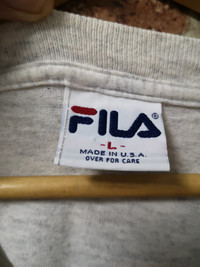 FILA®
- L -
MADE IN U.S.A.
OVER FOR CARE